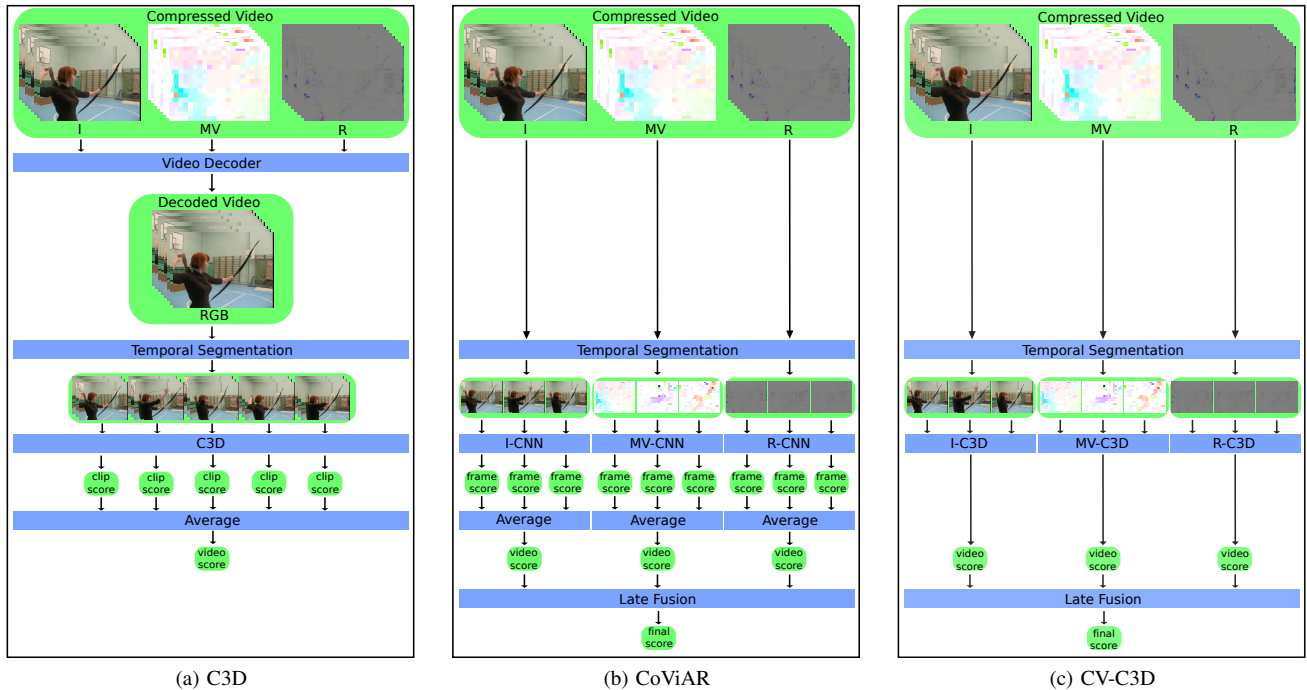 Compressed Video
I MV R
Video Decoder
Decoded Video
RGB
Temporal Segmentation
C3D
clip score clip score clip score clip score clip score
Average
video score
(a) C3D
Compressed Video
I MV R
Temporal Segmentation
I-CNN MV-CNN R-CNN
frame score frame score frame score frame score frame score frame score frame score frame score frame score
Average Average Average
video score video score video score
Late Fusion
final score
(b) CoViAR
Compressed Video
I MV R
Temporal Segmentation
I-C3D MV-C3D R-C3D
video score video score video score
Late Fusion
final score
(c) CV-C3D